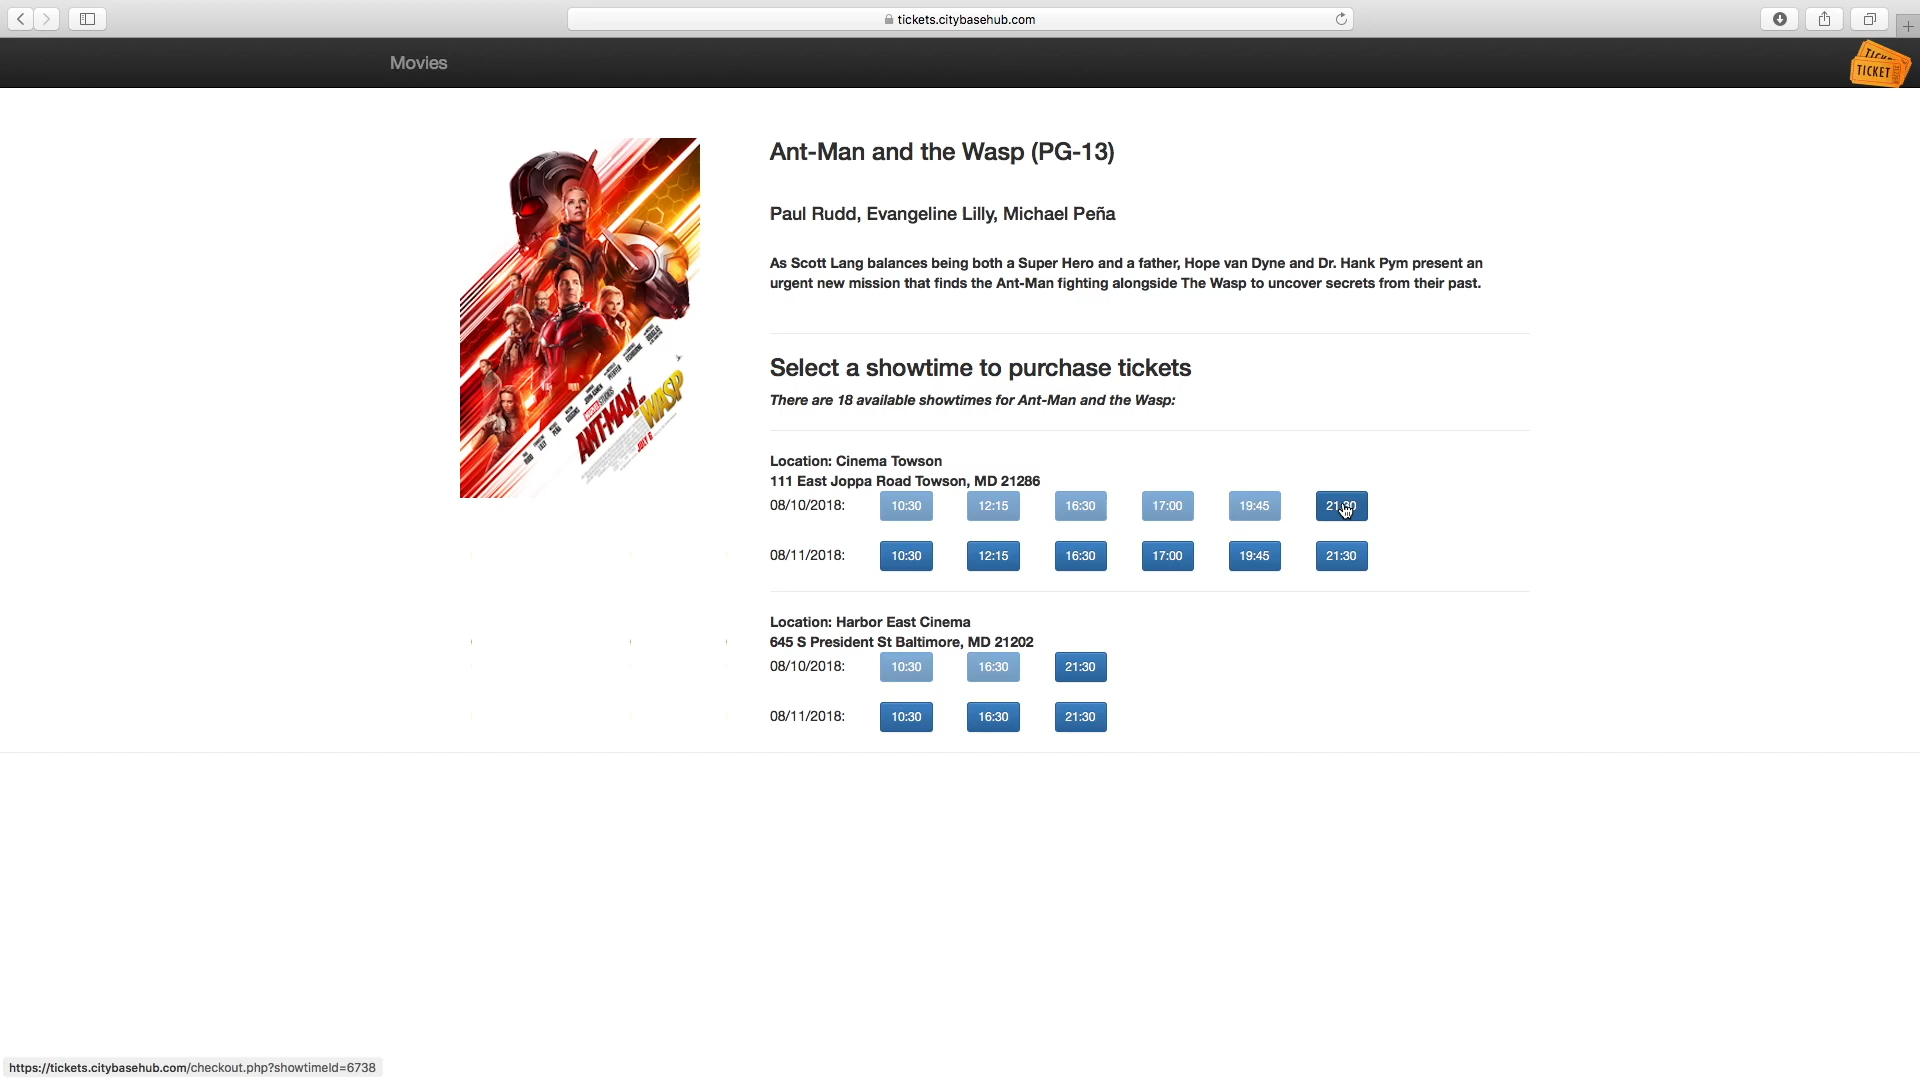 tickets.citybasehub.com
Movies
TICKET
Ant-Man and the Wasp (PG-13)
Paul Rudd, Evangeline Lilly, Michael Peña
As Scott Lang balances being both a Super Hero and a father, Hope van Dyne and Dr. Hank Pym present an
urgent new mission that finds the Ant-Man fighting alongside The Wasp to uncover secrets from their past.
ANT-MAN AND THE WASP
JULY 6
Select a showtime to purchase tickets
There are 18 available showtimes for Ant-Man and the Wasp:
Location: Cinema Towson
111 East Joppa Road Towson, MD 21286
08/10/2018: 10:30 12:15 16:30 17:00 19:45 21:30
08/11/2018: 10:30 12:15 16:30 17:00 19:45 21:30
Location: Harbor East Cinema
645 S President St Baltimore, MD 21202
08/10/2018: 10:30 16:30 21:30
08/11/2018: 10:30 16:30 21:30
https://tickets.citybasehub.com/checkout.php?showtimeId=6738